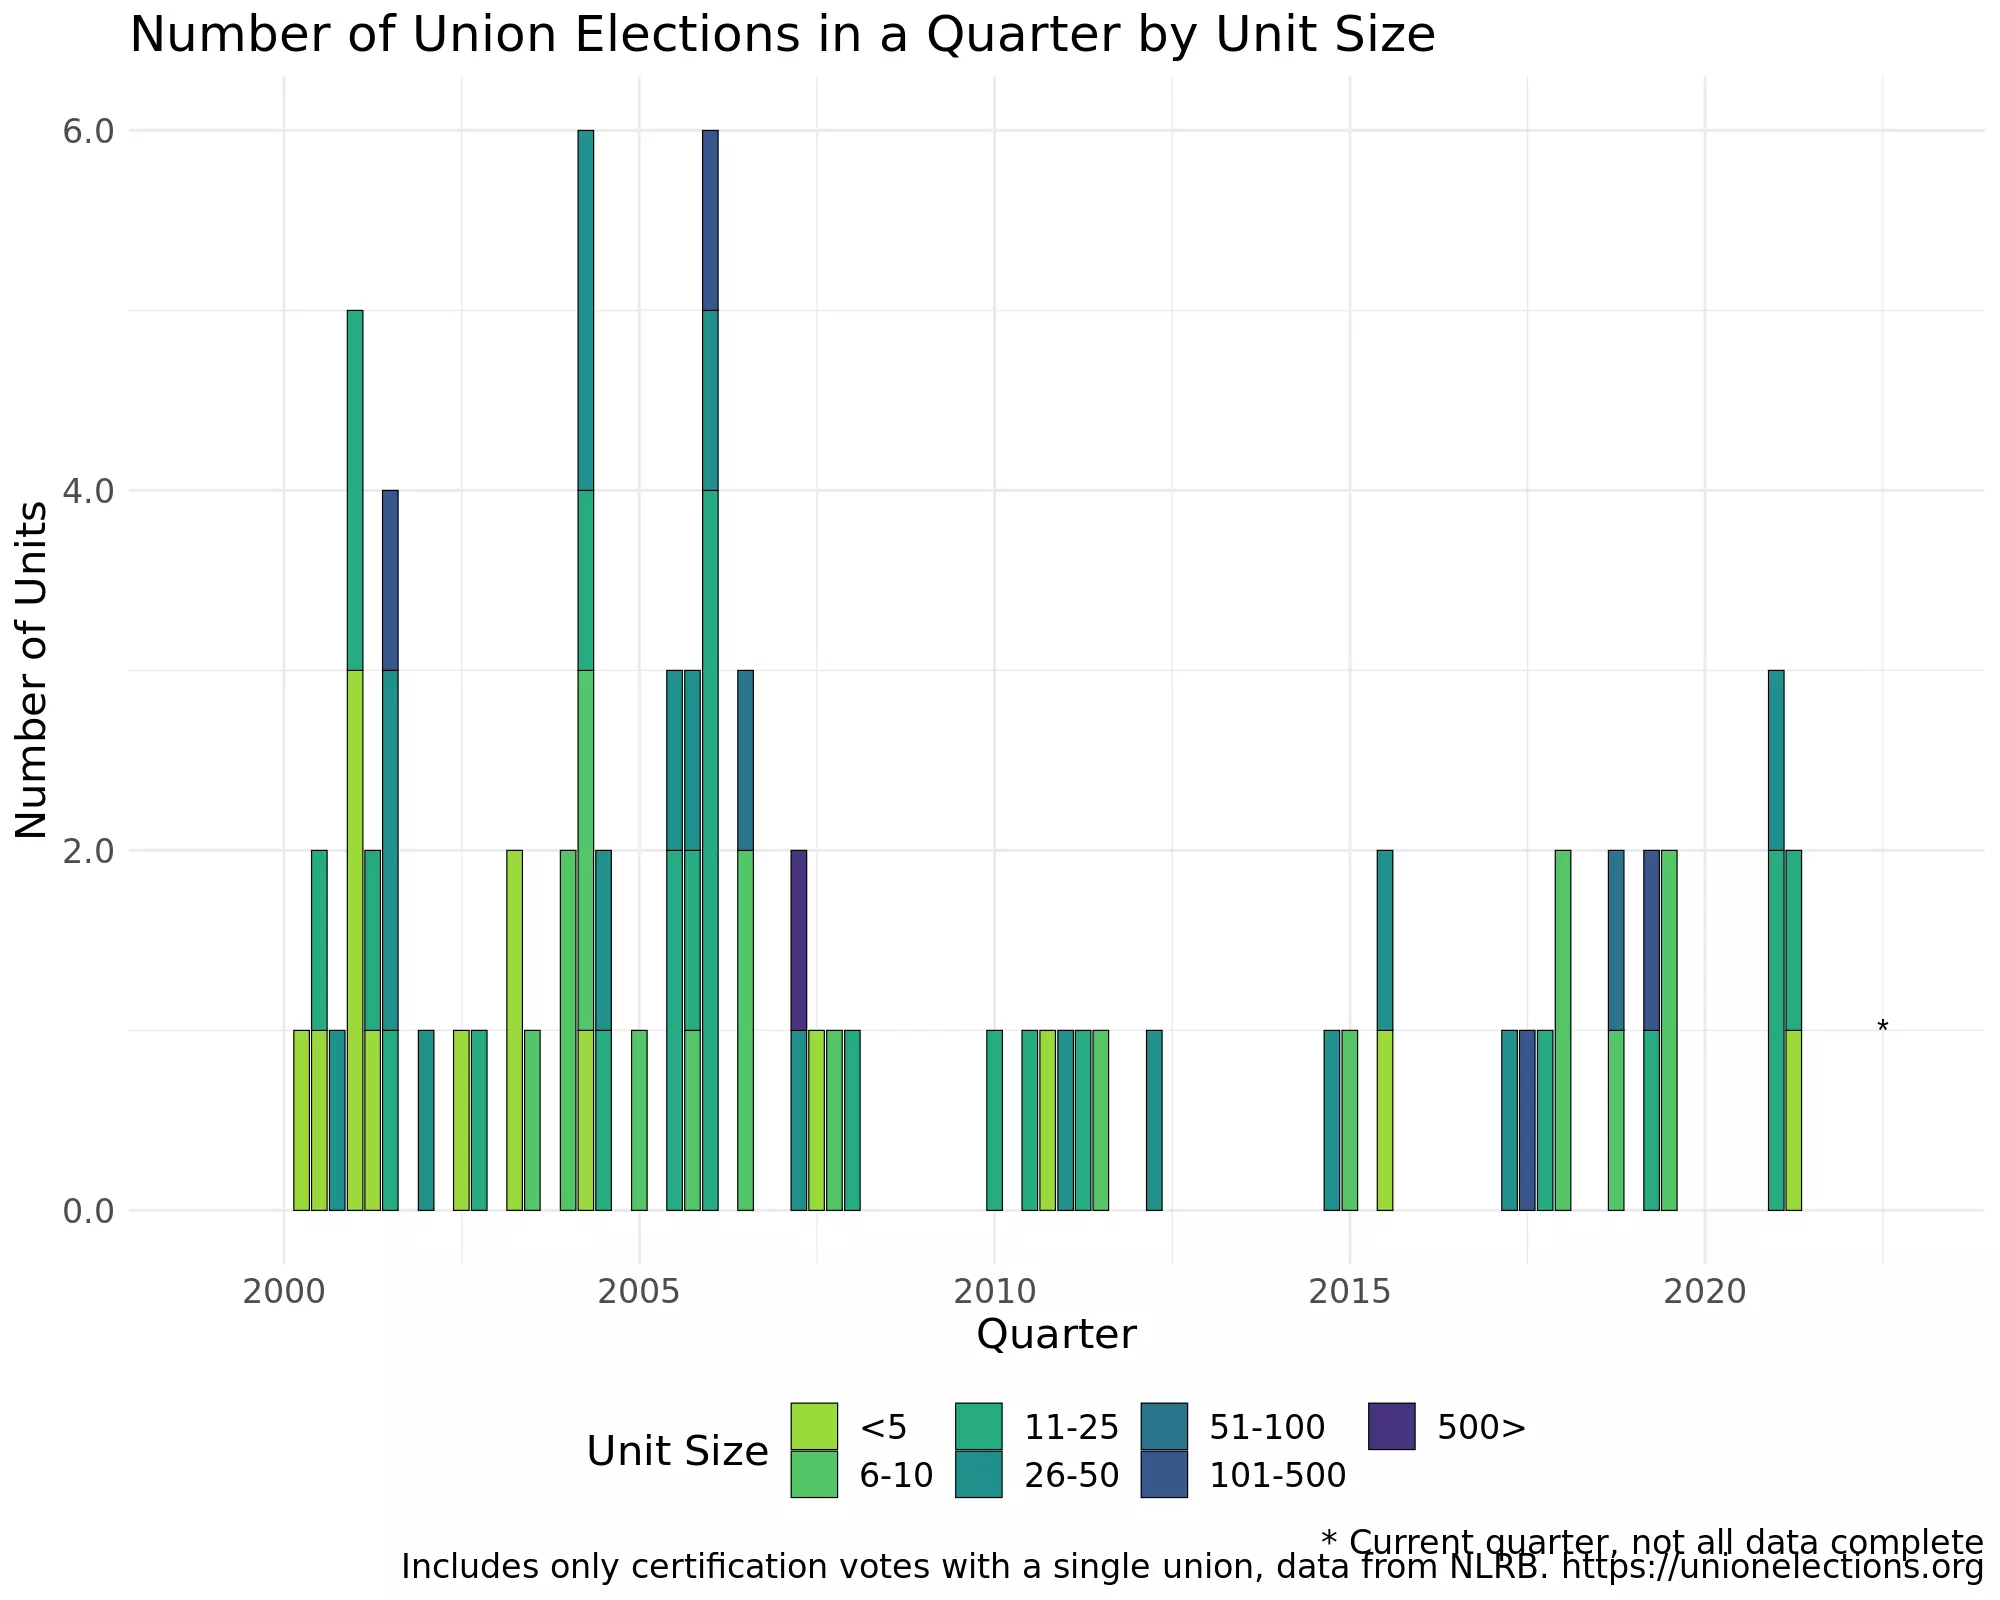 Number of Union Elections in a Quarter by Unit Size
Number of Units
6.0
4.0
2.0
0.0
*
2000 2005 2010 2015 2020
Quarter
Unit Size
<5 11-25 51-100 500>
6-10 26-50 101-500
* Current quarter, not all data complete
Includes only certification votes with a single union, data from NLRB. https://unionelections.org